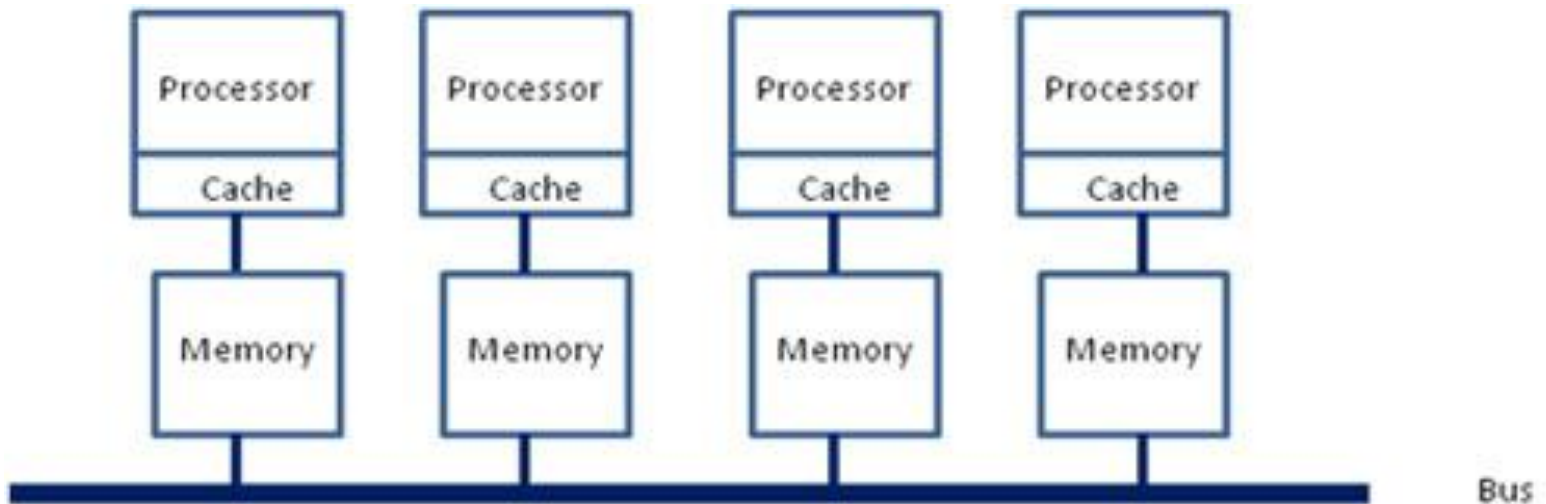 Processor Processor Processor Processor
Cache Cache Cache Cache
Memory Memory Memory Memory
Bus